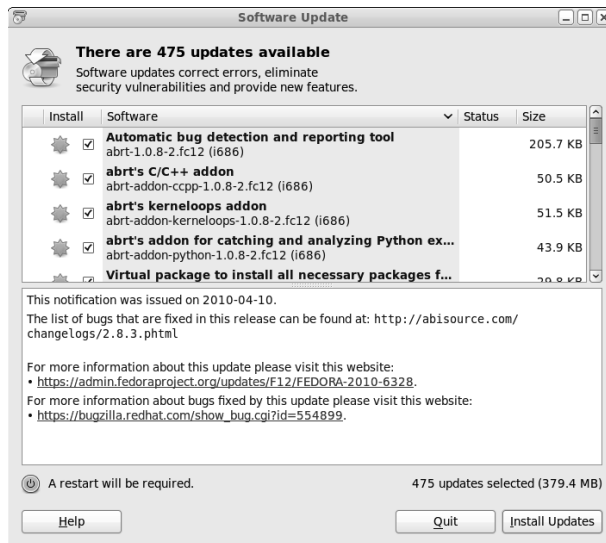 Software Update
There are 475 updates available
Software updates correct errors, eliminate
security vulnerabilities and provide new features.
Install Software Status Size
Automatic bug detection and reporting tool
abrt-1.0.8-2.fc12 (i686)
205.7 KB
abrt's C/C++ addon
abrt-addon-ccpp-1.0.8-2.fc12 (i686)
50.5 KB
abrt's kerneloops addon
abrt-addon-kerneloops-1.0.8-2.fc12 (i686)
51.5 KB
abrt's addon for catching and analyzing Python ex...
abrt-addon-python-1.0.8-2.fc12 (i686)
43.9 KB
Virtual package to install all necessary packages f...
29.8 KB
This notification was issued on 2010-04-10.
The list of bugs that are fixed in this release can be found at: http://abisource.com/
changelogs/2.8.3.phtml
For more information about this update please visit this website:
• https://admin.fedoraproject.org/updates/F12/FEDORA-2010-6328.
For more information about bugs fixed by this update please visit this website:
• https://bugzilla.redhat.com/show_bug.cgi?id=554899.
A restart will be required.
475 updates selected (379.4 MB)
Help
Quit
Install Updates